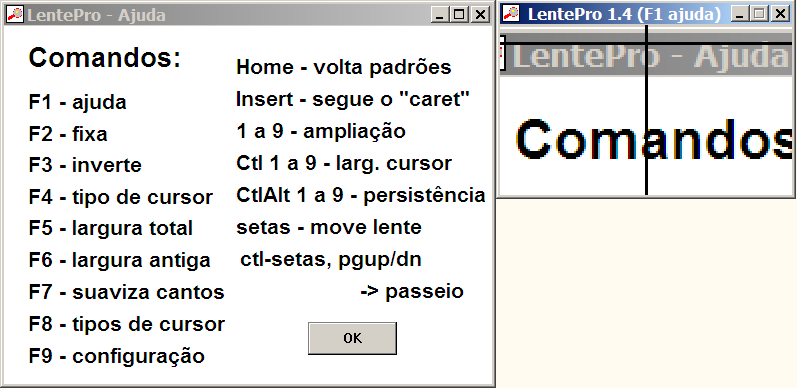 LentePro - Ajuda
Comandos:
F1 - ajuda
F2 - fixa
F3 - inverte
F4 - tipo de cursor
F5 - largura total
F6 - largura antiga
F7 - suaviza cantos
F8 - tipos de cursor
F9 - configuração
Home - volta padrões
Insert - segue o "caret"
1 a 9 - ampliação
Ctl 1 a 9 - larg. cursor
CtlAlt 1 a 9 - persistência
setas - move lente
ctl-setas, pgup/dn
-> passeio
OK
LentePro 1.4 (F1 ajuda)
LentePro - Ajuda
Comandos